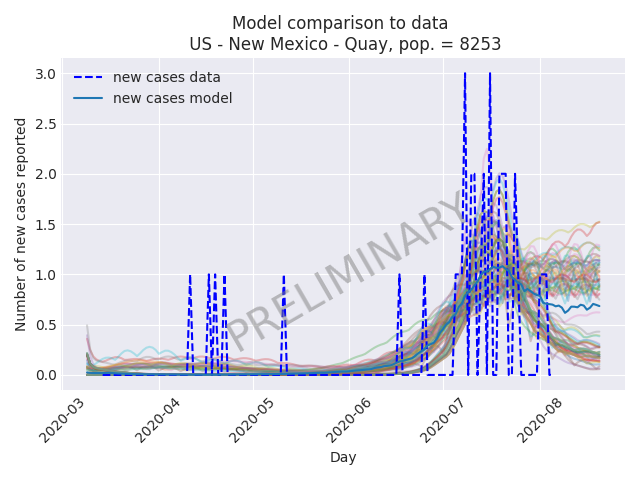 Model comparison to data
US - New Mexico - Quay, pop. = 8253
new cases data
new cases model
PRELIMINARY
Number of new cases reported
3.0
2.5
2.0
1.5
1.0
0.5
0.0
2020-03
2020-04
2020-05
2020-06
2020-07
2020-08
Day